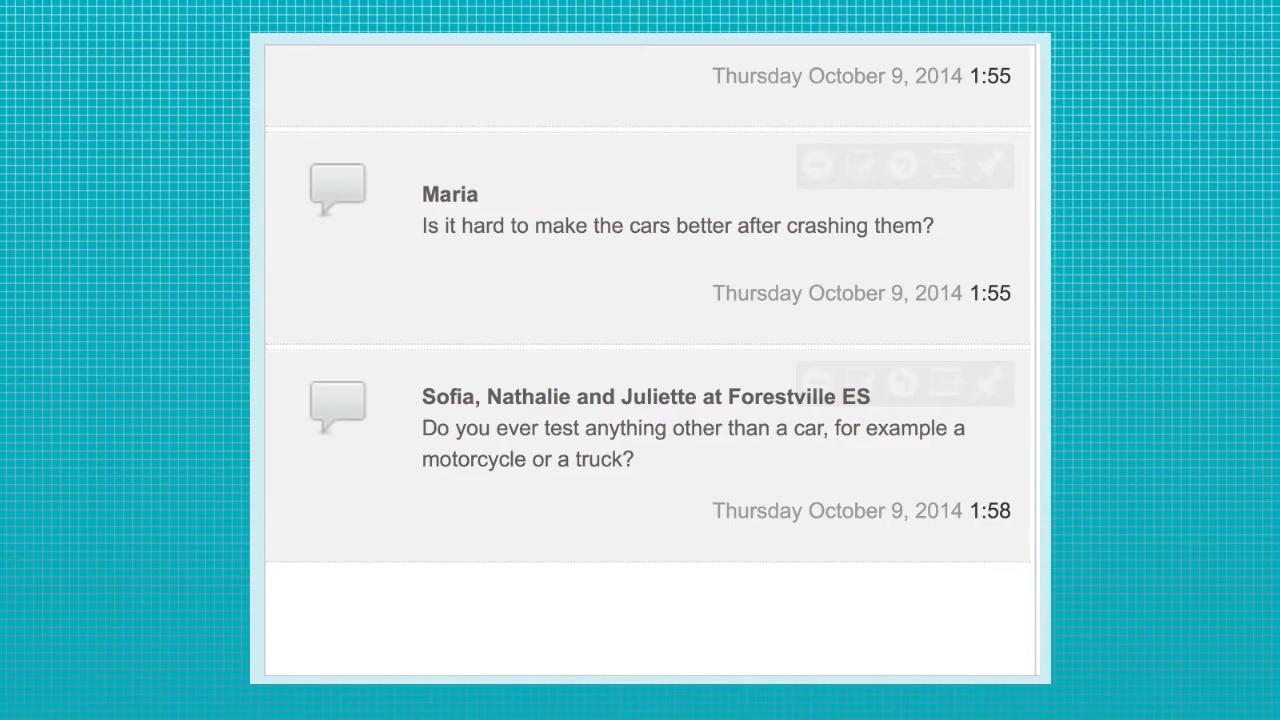 Thursday October 9, 2014 1:55
Maria
Is it hard to make the cars better after crashing them?
Thursday October 9, 2014 1:55
Sofia, Nathalie and Juliette at Forestville ES
Do you ever test anything other than a car, for example a
motorcycle or a truck?
Thursday October 9, 2014 1:58